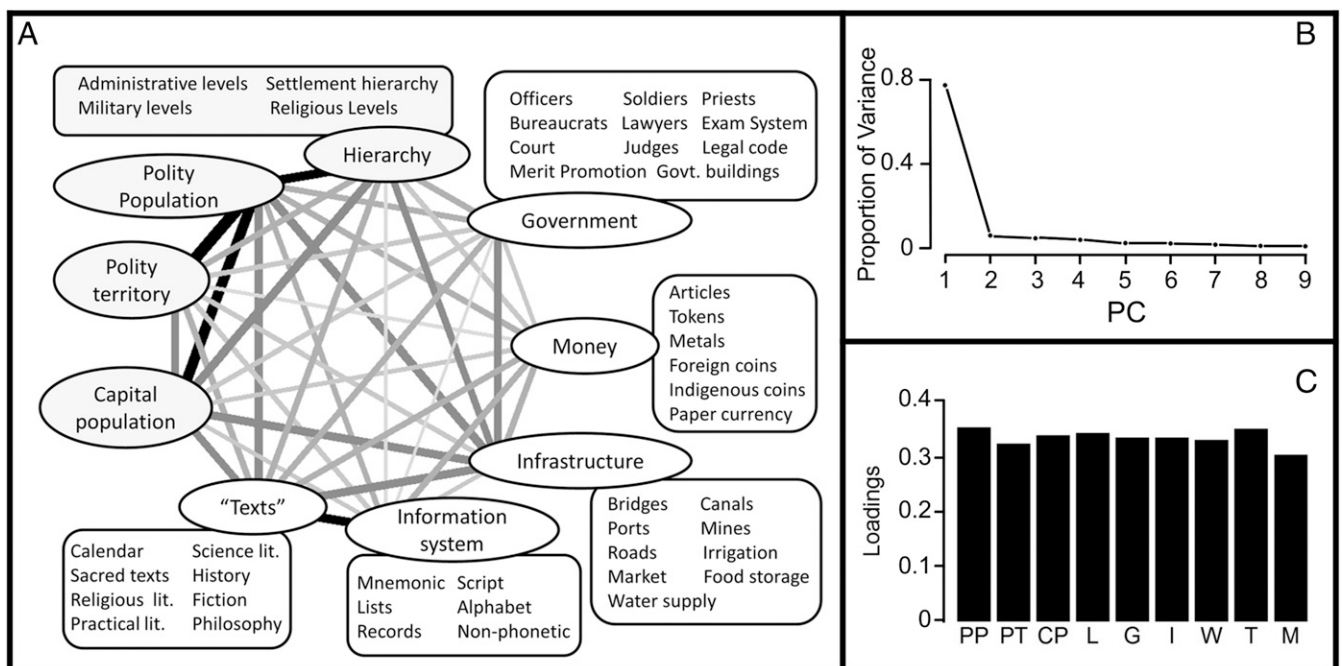 A
Administrative levels Settlement hierarchy
Military levels Religious Levels
Hierarchy
Officers Soldiers Priests
Bureaucrats Lawyers Exam System
Court Judges Legal code
Merit Promotion Govt. buildings
Government
Polity
Population
Polity
territory
Capital
population
Money
Articles
Tokens
Metals
Foreign coins
Indigenous coins
Paper currency
Infrastructure
Bridges Canals
Ports Mines
Roads Irrigation
Market Food storage
Water supply
“Texts”
Calendar Science lit.
Sacred texts History
Religious lit. Fiction
Practical lit. Philosophy
Information
system
Mnemonic Script
Lists Alphabet
Records Non-phonetic
B
Proportion of Variance
0.8
0.4
0
1 2 3 4 5 6 7 8 9
PC
C
Loadings
0.4
0.3
0.2
0.1
0
PP PT CP L G I W T M